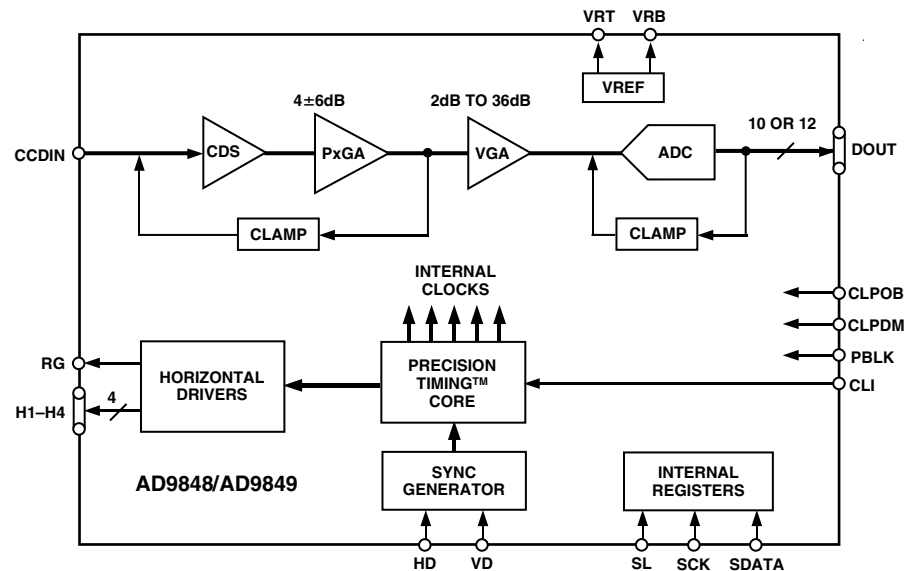 VRT VRB
VREF
4±6dB
2dB TO 36dB
10 OR 12
CCDIN
CDS
PxGA
VGA
ADC
DOUT
CLAMP
CLAMP
INTERNAL
CLOCKS
CLPOB
CLPDM
PBLK
CLI
RG
H1–H4
4
HORIZONTAL
DRIVERS
PRECISION
TIMING™
CORE
SYNC
GENERATOR
INTERNAL
REGISTERS
AD9848/AD9849
HD VD
SL SCK SDATA